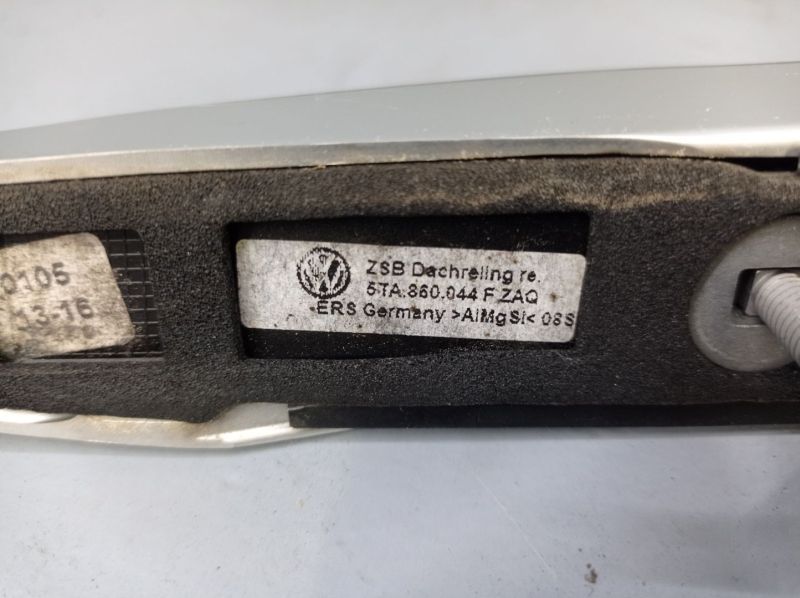 0105
13-16
ZSB Dachreling re.
5TA.860.044 F ZAQ
ERS Germany >AlMgSi< 08S